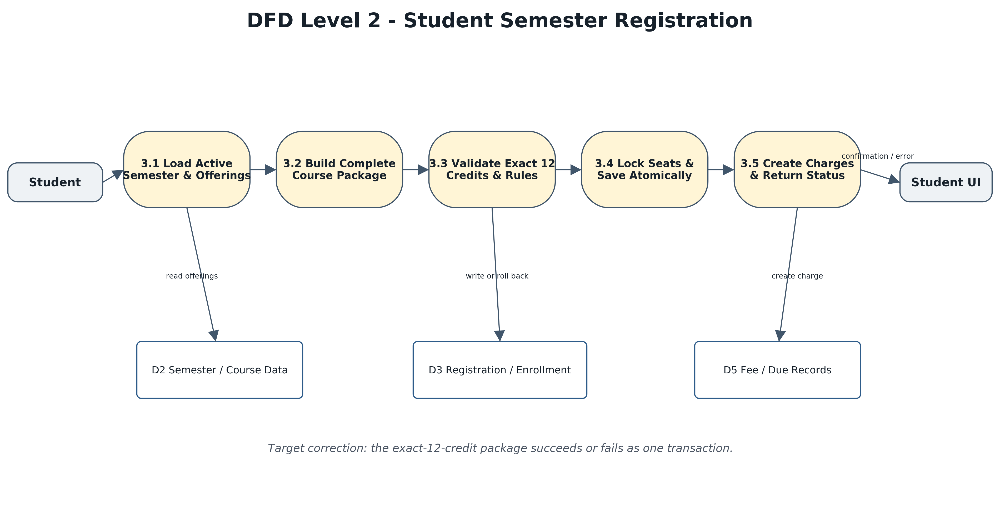 DFD Level 2 - Student Semester Registration
Student
3.1 Load Active
Semester & Offerings
3.2 Build Complete
Course Package
3.3 Validate Exact 12
Credits & Rules
3.4 Lock Seats &
Save Atomically
3.5 Create Charges
& Return Status
confirmation / error
Student UI
read offerings
write or roll back
create charge
D2 Semester / Course Data
D3 Registration / Enrollment
D5 Fee / Due Records
Target correction: the exact-12-credit package succeeds or fails as one transaction.